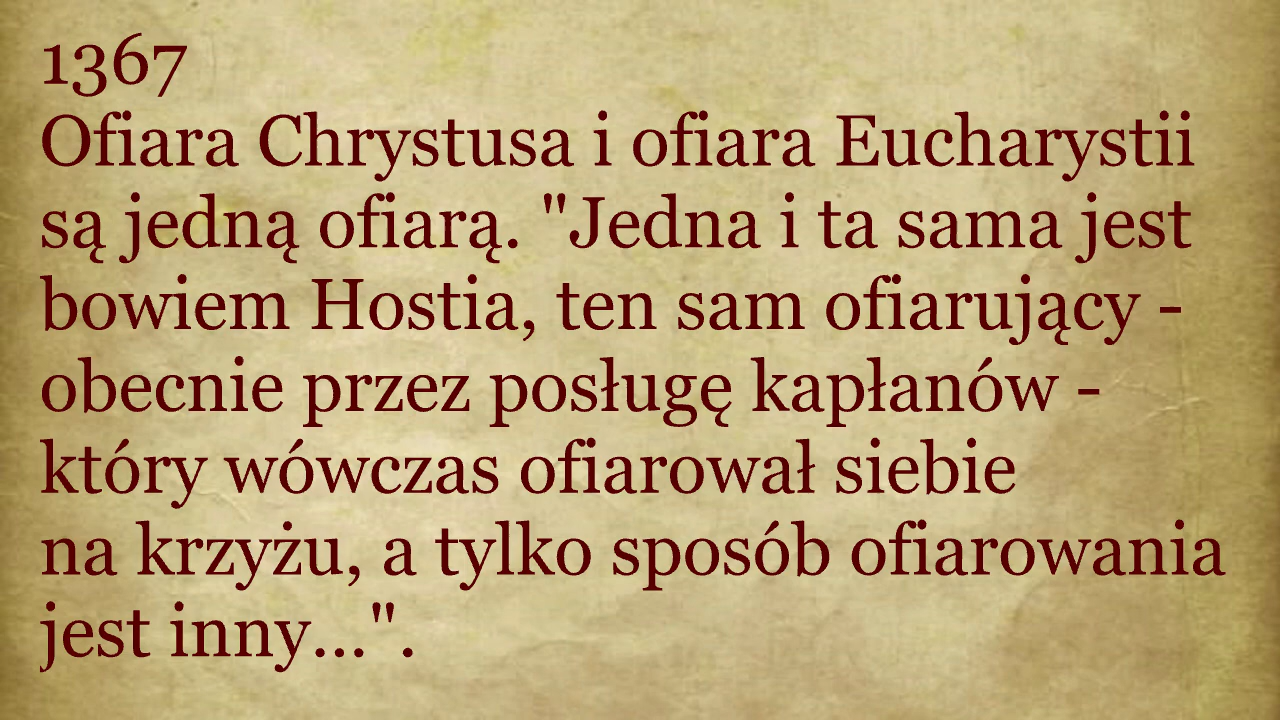 1367
Ofiara Chrystusa i ofiara Eucharystii
są jedną ofiarą. "Jedna i ta sama jest
bowiem Hostia, ten sam ofiarujący -
obecnie przez posługę kapłanów -
który wówczas ofiarował siebie
na krzyżu, a tylko sposób ofiarowania
jest inny...".